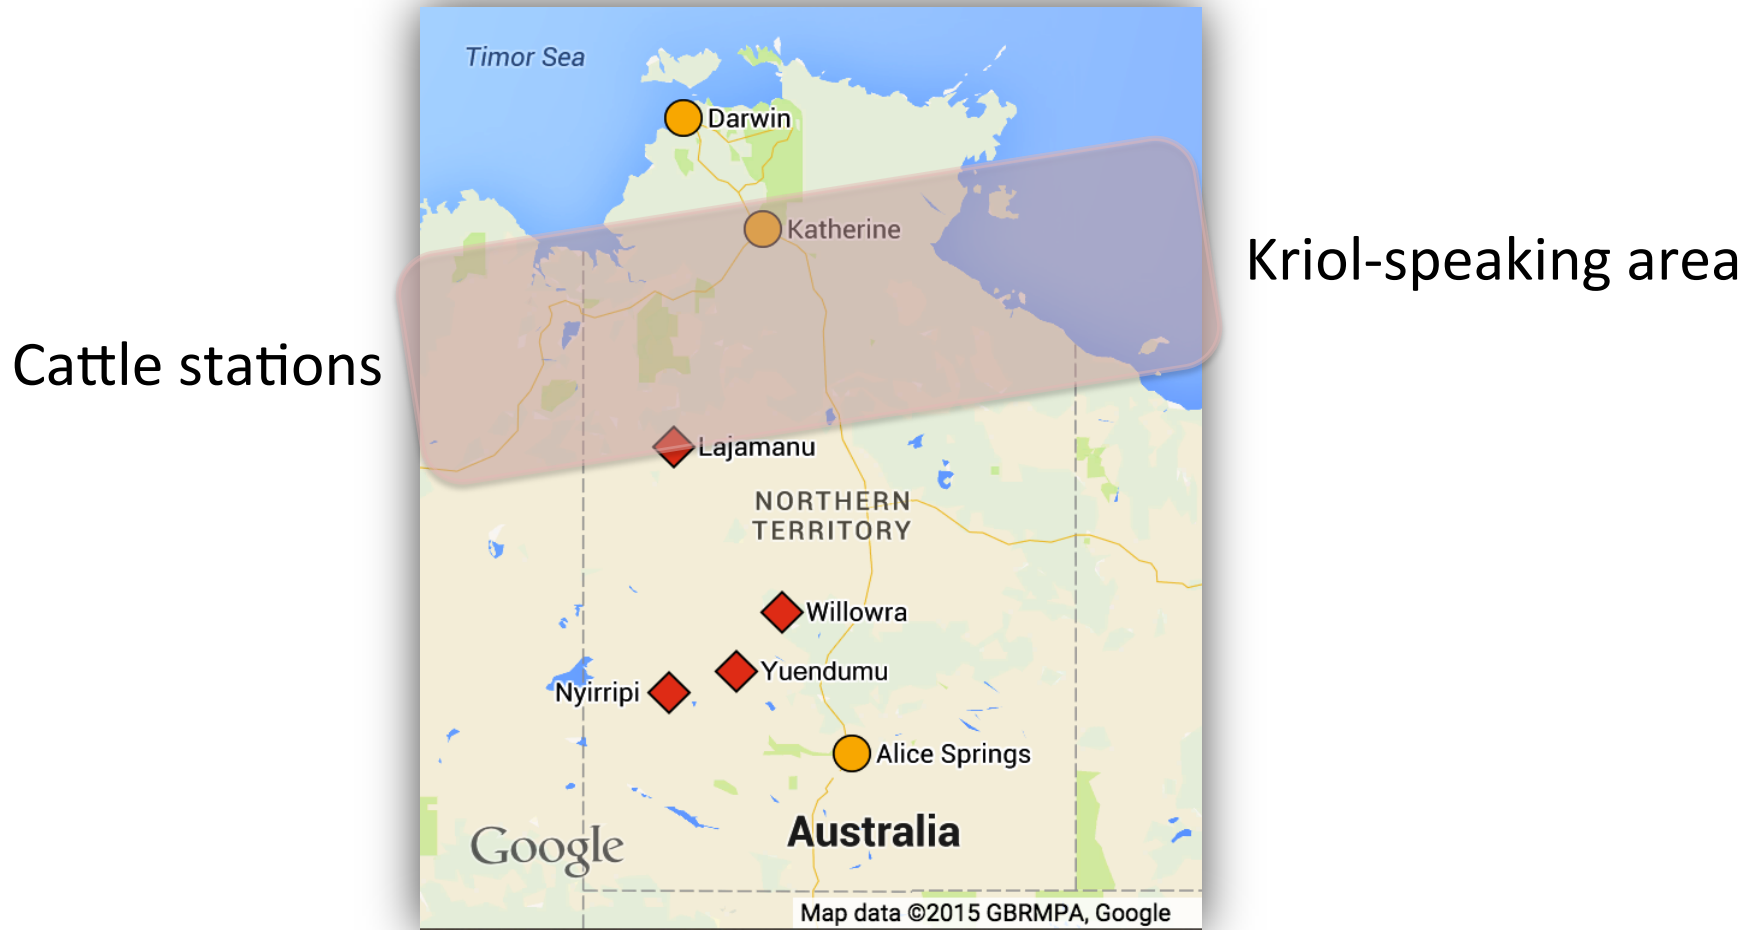 Timor Sea
Darwin
Katherine
Kriol-speaking area
Cattle stations
Lajamanu
NORTHERN
TERRITORY
Willowra
Yuendumu
Nyirripi
Alice Springs
Australia
Google
Map data ©2015 GBRMPA, Google